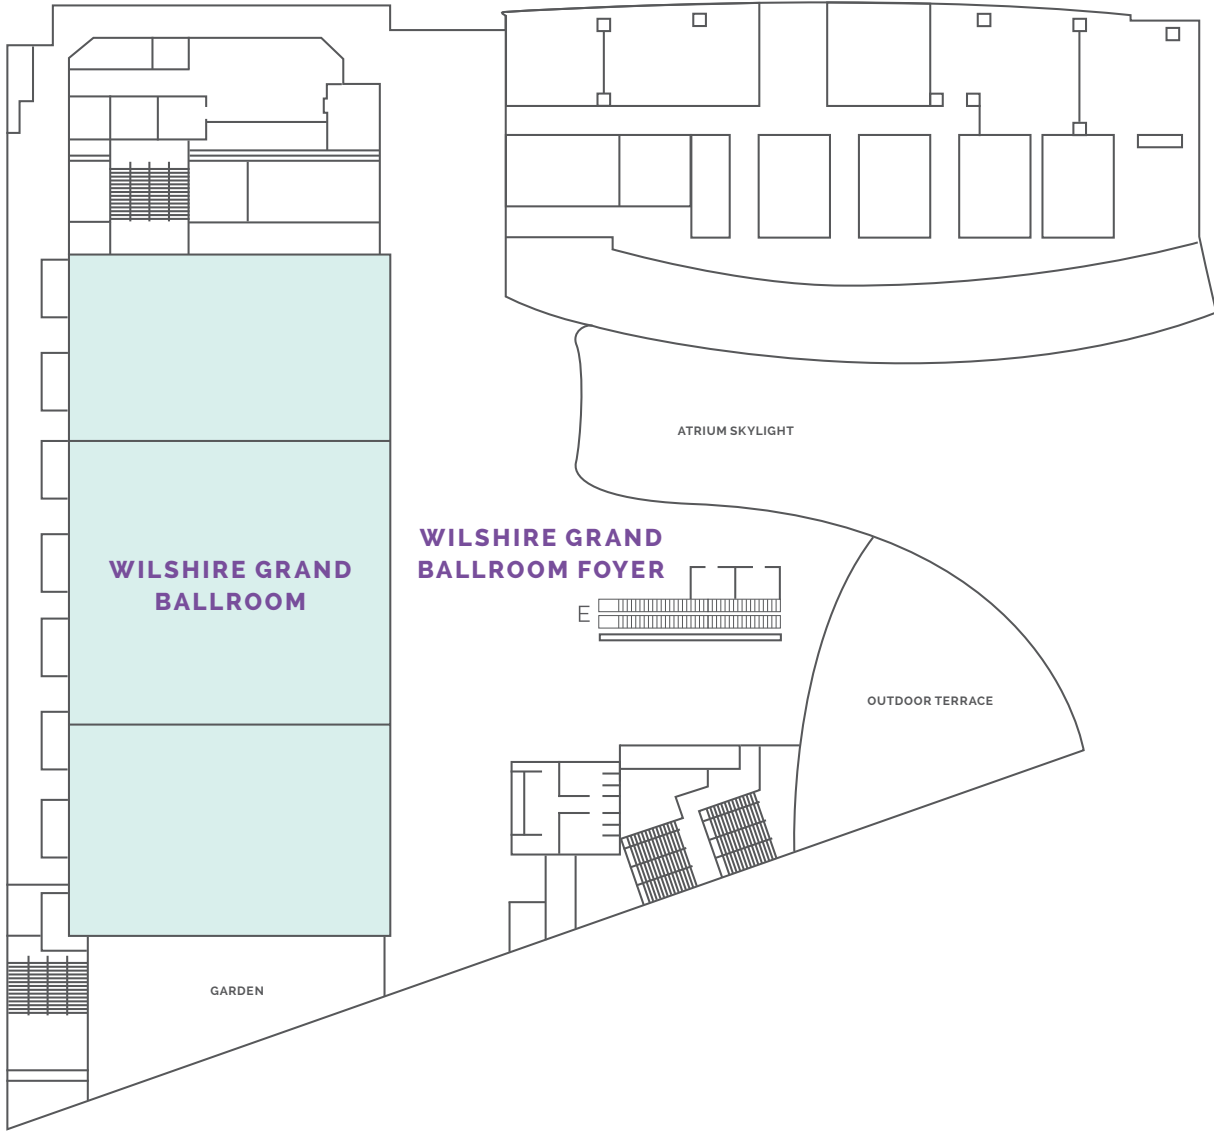 ATRIUM SKYLIGHT
WILSHIRE GRAND
BALLROOM FOYER
WILSHIRE GRAND
BALLROOM
E
OUTDOOR TERRACE
GARDEN